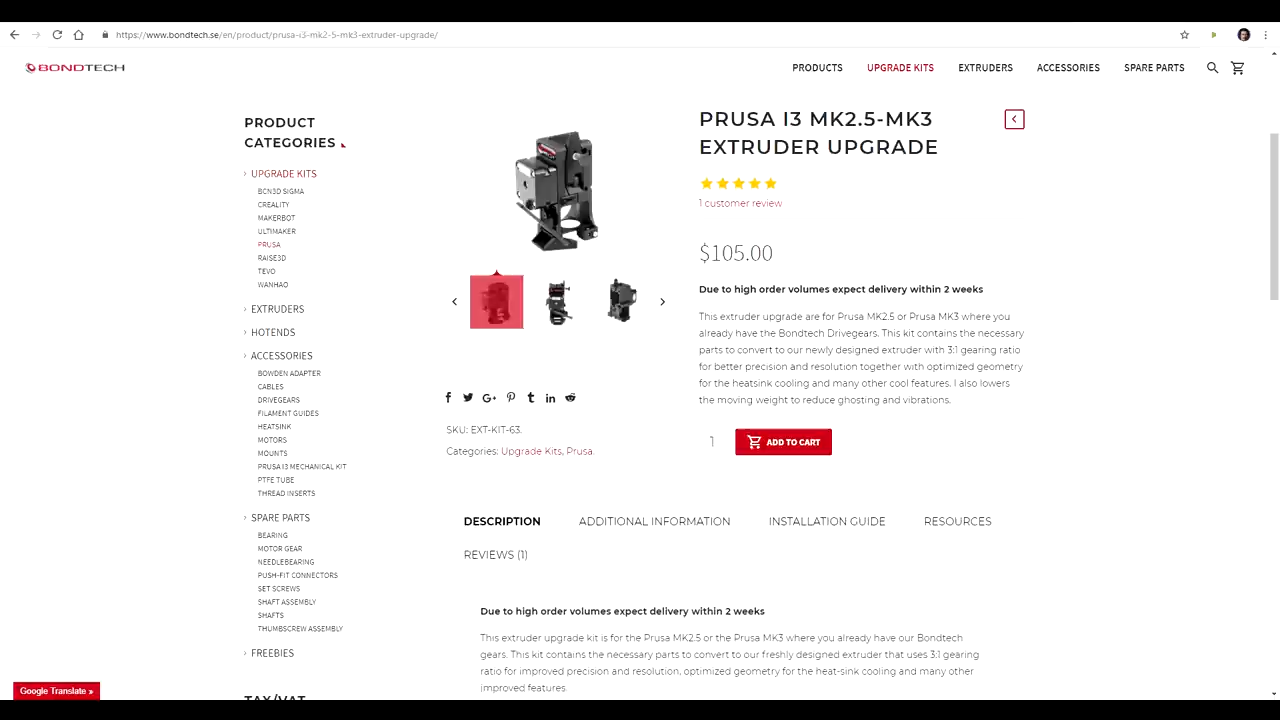 https://www.bondtech.se/en/product/prusa-i3-mk2-5-mk3-extruder-upgrade/
BONDTECH
PRODUCTS
UPGRADE KITS
EXTRUDERS
ACCESSORIES
SPARE PARTS
PRODUCT
CATEGORIES
UPGRADE KITS
BCN3D SIGMA
CREALITY
MAKERBOT
ULTIMAKER
PRUSA
RAISE3D
TEVO
WANHAO
EXTRUDERS
HOTENDS
ACCESSORIES
BOWDEN ADAPTER
CABLES
DRIVEGEARS
FILAMENT GUIDES
HEATSINK
MOTORS
MOUNTS
PRUSA I3 MECHANICAL KIT
PTFE TUBE
THREAD INSERTS
SPARE PARTS
BEARING
MOTOR GEAR
NEEDLEBEARING
PUSH-FIT CONNECTORS
SET SCREWS
SHAFT ASSEMBLY
SHAFTS
THUMBSCREW ASSEMBLY
FREEBIES
TAX/VAT
Google Translate »
SKU: EXT-KIT-63.
Categories: Upgrade Kits, Prusa.
PRUSA I3 MK2.5-MK3
EXTRUDER UPGRADE
1 customer review
$105.00
Due to high order volumes expect delivery within 2 weeks
This extruder upgrade are for Prusa MK2.5 or Prusa MK3 where you
already have the Bondtech Drivegears. This kit contains the necessary
parts to convert to our newly designed extruder with 3:1 gearing ratio
for better precision and resolution together with optimized geometry
for the heatsink cooling and many other cool features. I also lowers
the moving weight to reduce ghosting and vibrations.
1
ADD TO CART
DESCRIPTION
ADDITIONAL INFORMATION
INSTALLATION GUIDE
RESOURCES
REVIEWS (1)
Due to high order volumes expect delivery within 2 weeks
This extruder upgrade kit is for the Prusa MK2.5 or the Prusa MK3 where you already have our Bondtech
gears. This kit contains the necessary parts to convert to our freshly designed extruder that uses 3:1 gearing
ratio for improved precision and resolution, optimized geometry for the heat-sink cooling and many other
improved features.